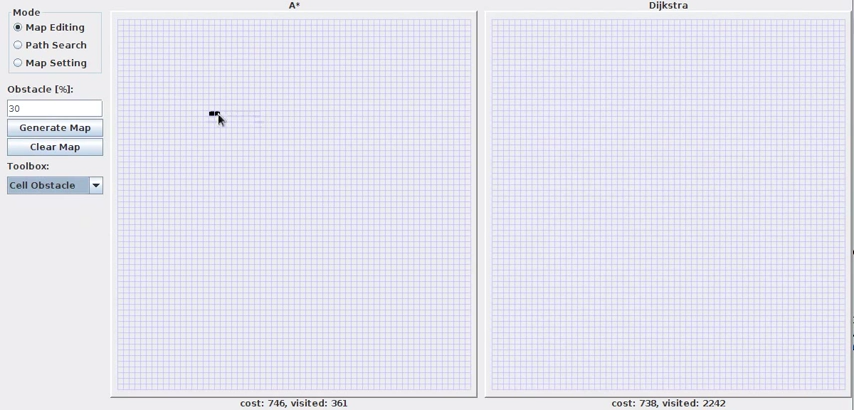 A*
Dijkstra
Mode
Map Editing
Path Search
Map Setting
Obstacle [%]:
30
Generate Map
Clear Map
Toolbox:
Cell Obstacle
cost: 746, visited: 361
cost: 738, visited: 2242